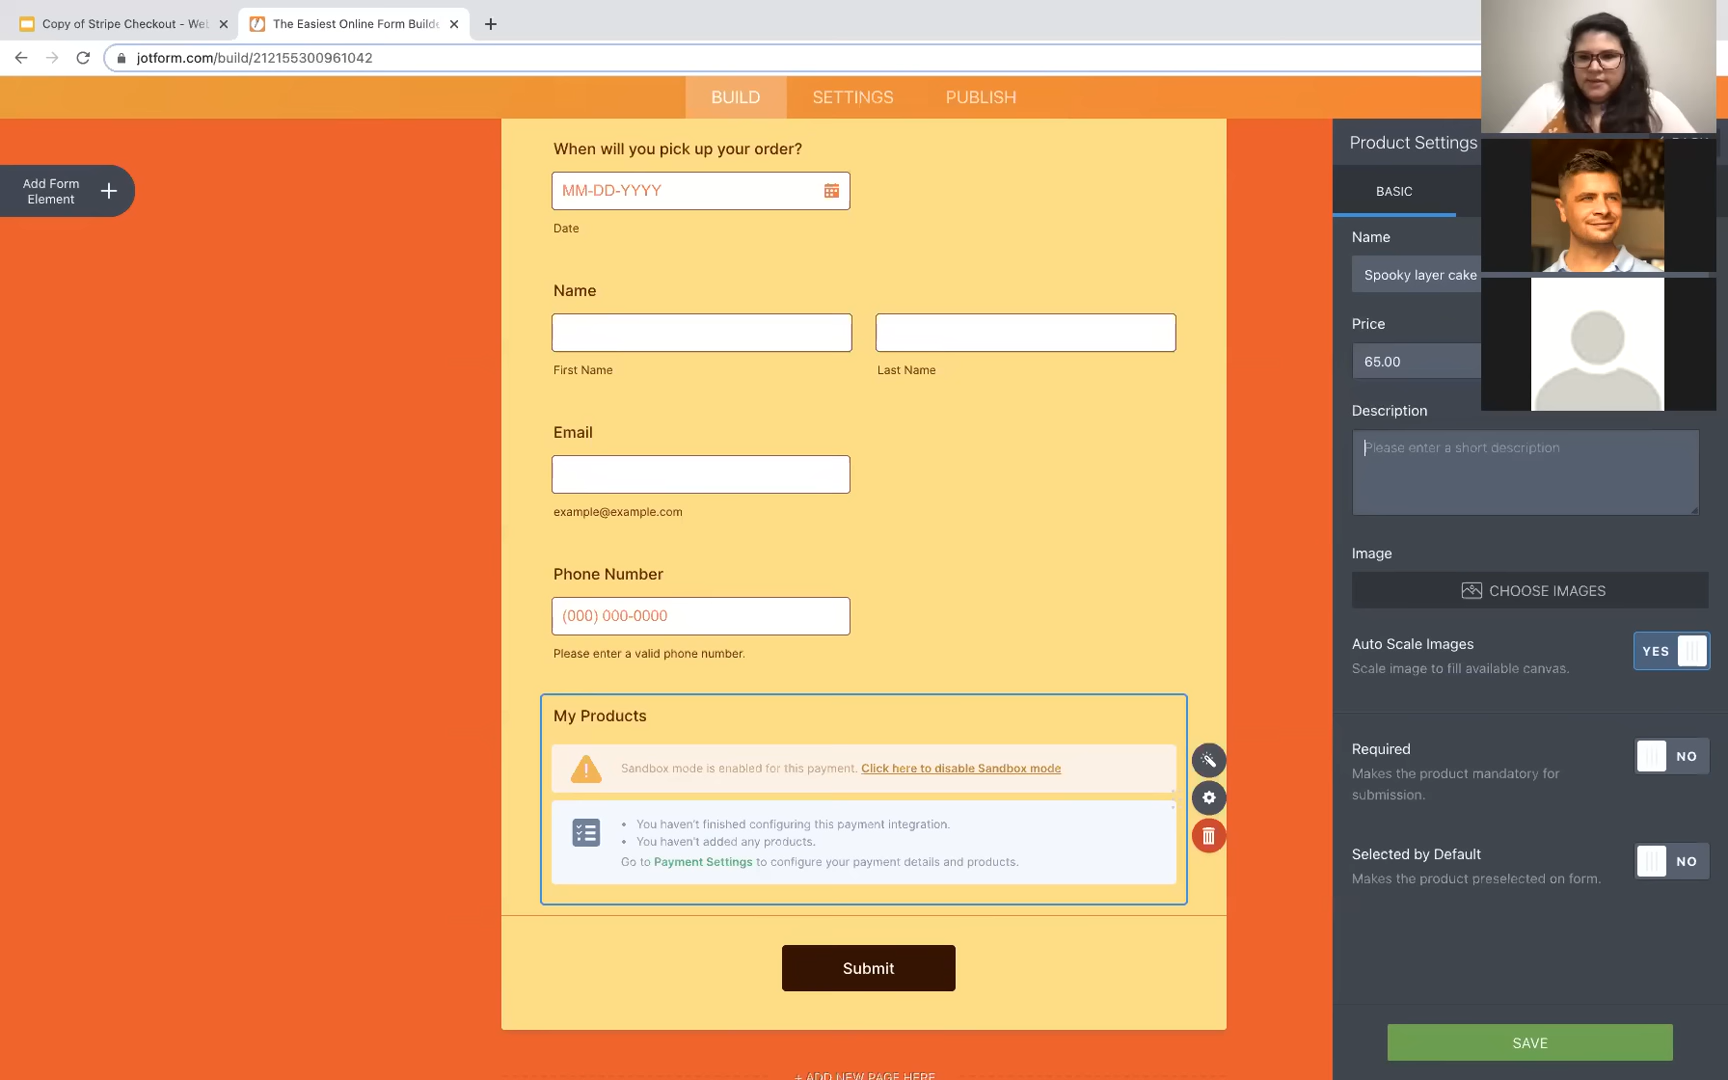 Copy of Stripe Checkout - Wel
The Easiest Online Form Builde
jotform.com/build/212155300961042
BUILD
SETTINGS
PUBLISH
Add Form
Element
When will you pick up your order?
MM-DD-YYYY
Date
Name
First Name
Last Name
Email
example@example.com
Phone Number
(000) 000-0000
Please enter a valid phone number.
My Products
Sandbox mode is enabled for this payment. Click here to disable Sandbox mode
• You haven't finished configuring this payment integration.
• You haven't added any products.
Go to Payment Settings to configure your payment details and products.
Submit
+ ADD NEW PAGE HERE
Product Settings
BASIC
Name
Spooky layer cake
Price
65.00
Description
Please enter a short description
Image
CHOOSE IMAGES
Auto Scale Images
YES
Scale image to fill available canvas.
Required
NO
Makes the product mandatory for
submission.
Selected by Default
NO
Makes the product preselected on form.
SAVE